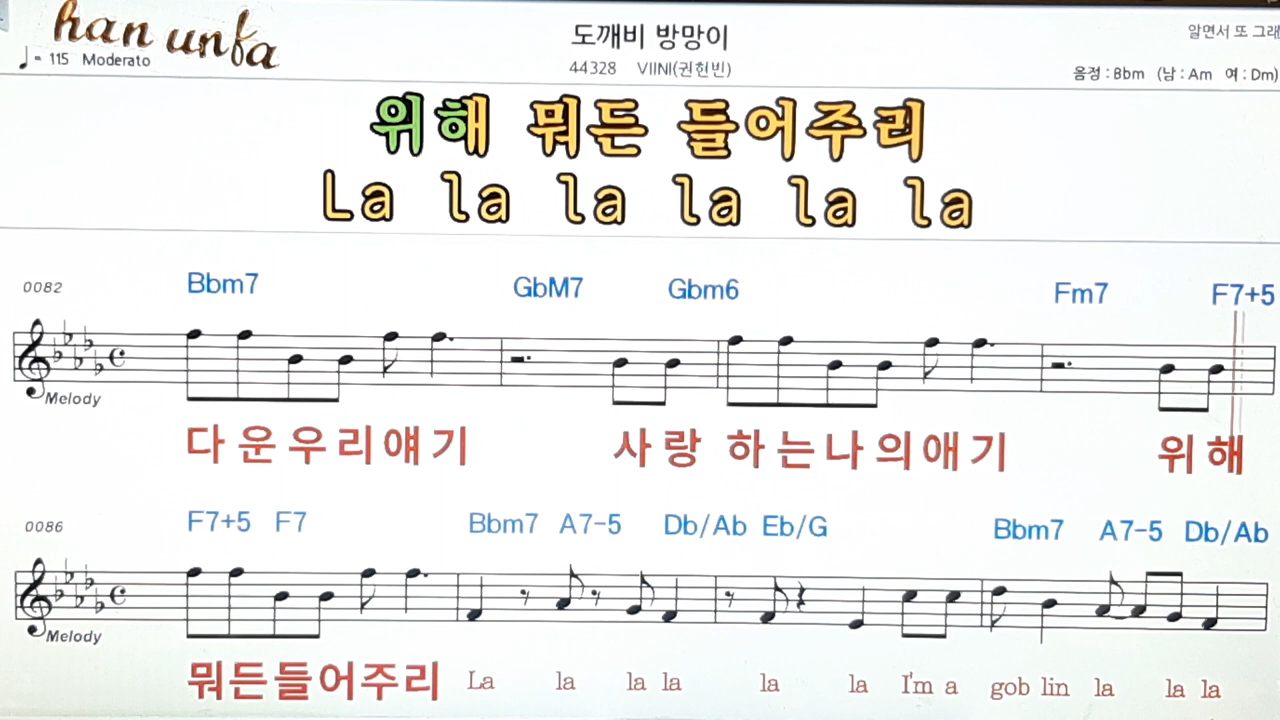 han unfa
도깨비 방망이
알면서 또 그래
♩= 115 Moderato
44328 VIINI(권현빈)
음정 : Bbm (남 : Am 여 : Dm)
위해 뭐든 들어주리
La la la la la la
0082 Bbm7 GbM7 Gbm6 Fm7 F7+5
Melody
다 운 우 리 얘 기 사 랑 하 는 나 의 얘 기 위 해
0086 F7+5 F7 Bbm7 A7-5 Db/Ab Eb/G Bbm7 A7-5 Db/Ab
Melody
뭐 든 들 어 주 리 La la la la la la I'm a gob lin la la la